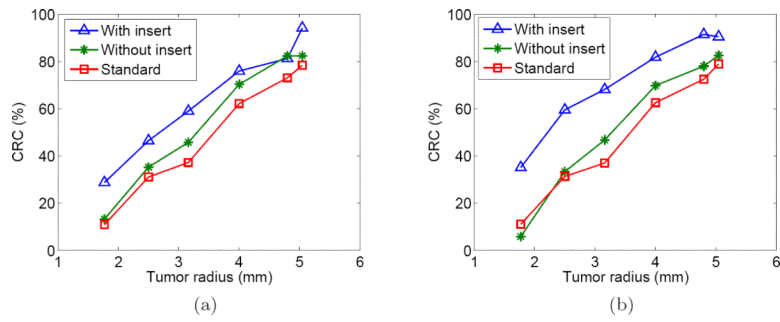 100
80
60
40
20
0
CRC (%)
With insert
Without insert
Standard
1 2 3 4 5 6
Tumor radius (mm)
(a)
100
80
60
40
20
0
CRC (%)
With insert
Without insert
Standard
1 2 3 4 5 6
Tumor radius (mm)
(b)